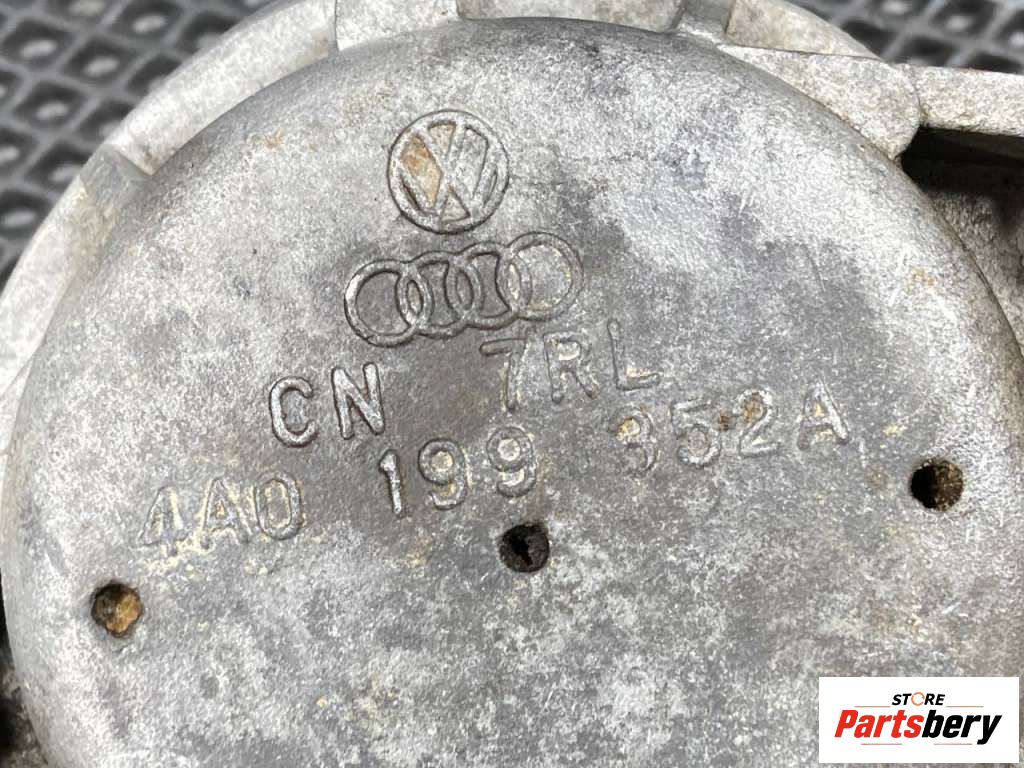 CN 7RL
4A0 199 352A
STORE
Partsbery